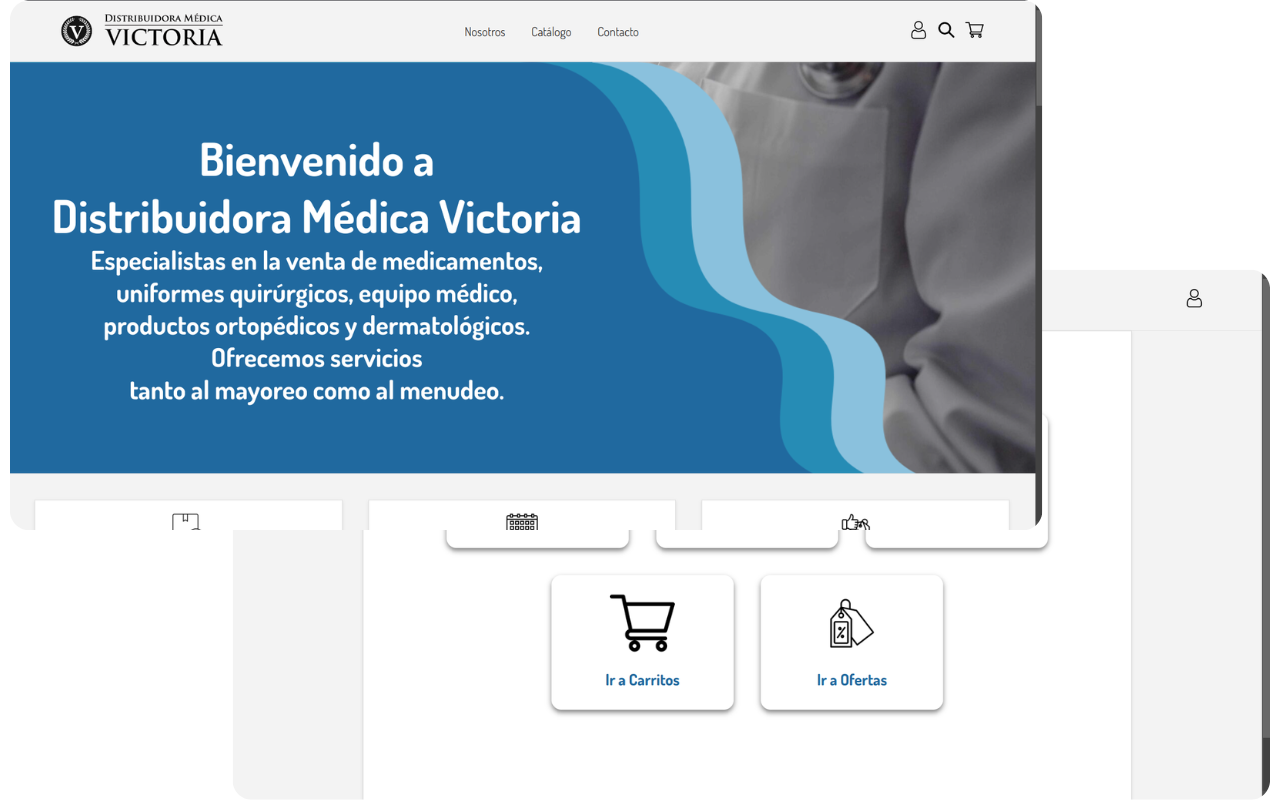 DISTRIBUIDORA MÉDICA
VICTORIA
V
Nosotros Catálogo Contacto
Bienvenido a
Distribuidora Médica Victoria
Especialistas en la venta de medicamentos,
uniformes quirúrgicos, equipo médico,
productos ortopédicos y dermatológicos.
Ofrecemos servicios
tanto al mayoreo como al menudeo.
%
Ir a Carritos Ir a Ofertas